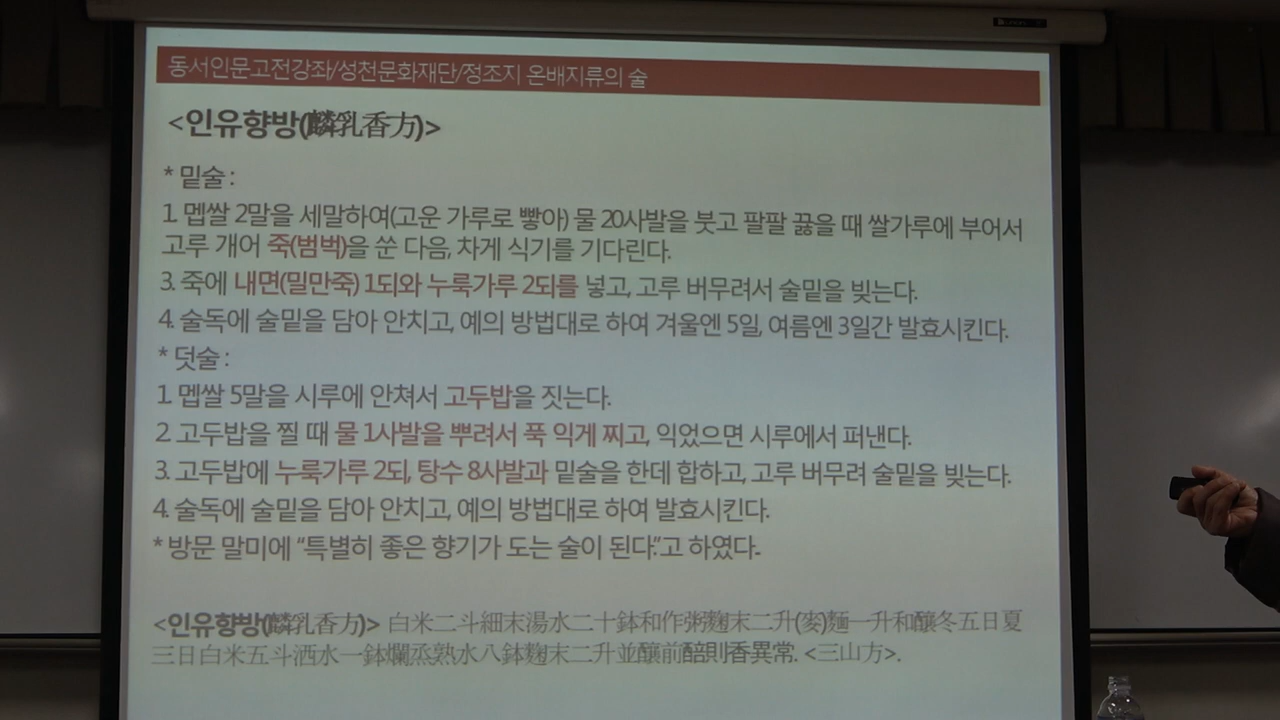 동서인문고전강좌/성천문화재단/정조지 온배지류의 술
<인유향방(麟乳香方)>
* 밑술 :
1. 멥쌀 2말을 세말하여(고운 가루로 빻아) 물 20사발을 붓고 팔팔 끓을 때 쌀가루에 부어서
고루 개어 죽(범벅)을 쑨 다음, 차게 식기를 기다린다.
3. 죽에 내면(밀만죽) 1되와 누룩가루 2되를 넣고, 고루 버무려서 술밑을 빚는다.
4. 술독에 술밑을 담아 안치고, 예의 방법대로 하여 겨울엔 5일, 여름엔 3일간 발효시킨다.
* 덧술 :
1. 멥쌀 5말을 시루에 안쳐서 고두밥을 짓는다.
2. 고두밥을 찔 때 물 1사발을 뿌려서 푹 익게 찌고, 익었으면 시루에서 퍼낸다.
3. 고두밥에 누룩가루 2되, 탕수 8사발과 밑술을 한데 합하고, 고루 버무려 술밑을 빚는다.
4. 술독에 술밑을 담아 안치고, 예의 방법대로 하여 발효시킨다.
* 방문 말미에 “특별히 좋은 향기가 도는 술이 된다.”고 하였다.
<인유향방(麟乳香方)> 白米二斗細末湯水二十鉢和作粥麴末二升(麥)麵一升和釀冬五日夏
三日白米五斗洒水一鉢爛烝熟水八鉢麴末二升並釀前醅則香異常. <三山方>.